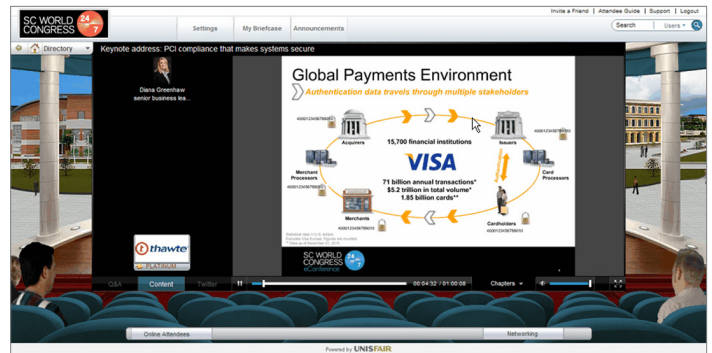 Invite a Friend | Attendee Guide | Support | Logout
SC WORLD
CONGRESS 24 7
Settings
My Briefcase
Announcements
Search
Users
Directory
Keynote address: PCI compliance that makes systems secure
Diana Greenhaw
senior business lea...
Global Payments Environment
Authentication data travels through multiple stakeholders
Acquirers
15,700 financial institutions
Issuers
VISA
Merchant
Processors
Card
Processors
71 billion annual transactions*
$5.2 trillion in total volume*
1.85 billion cards**
Merchants
Cardholders
thawte
PLATINUM
SC WORLD
CONGRESS 24 7
eConference
Q&A
Content
Twitter
00:04:32 / 01:00:08
Chapters
Online Attendees
Networking
Powered by UNISFAIR